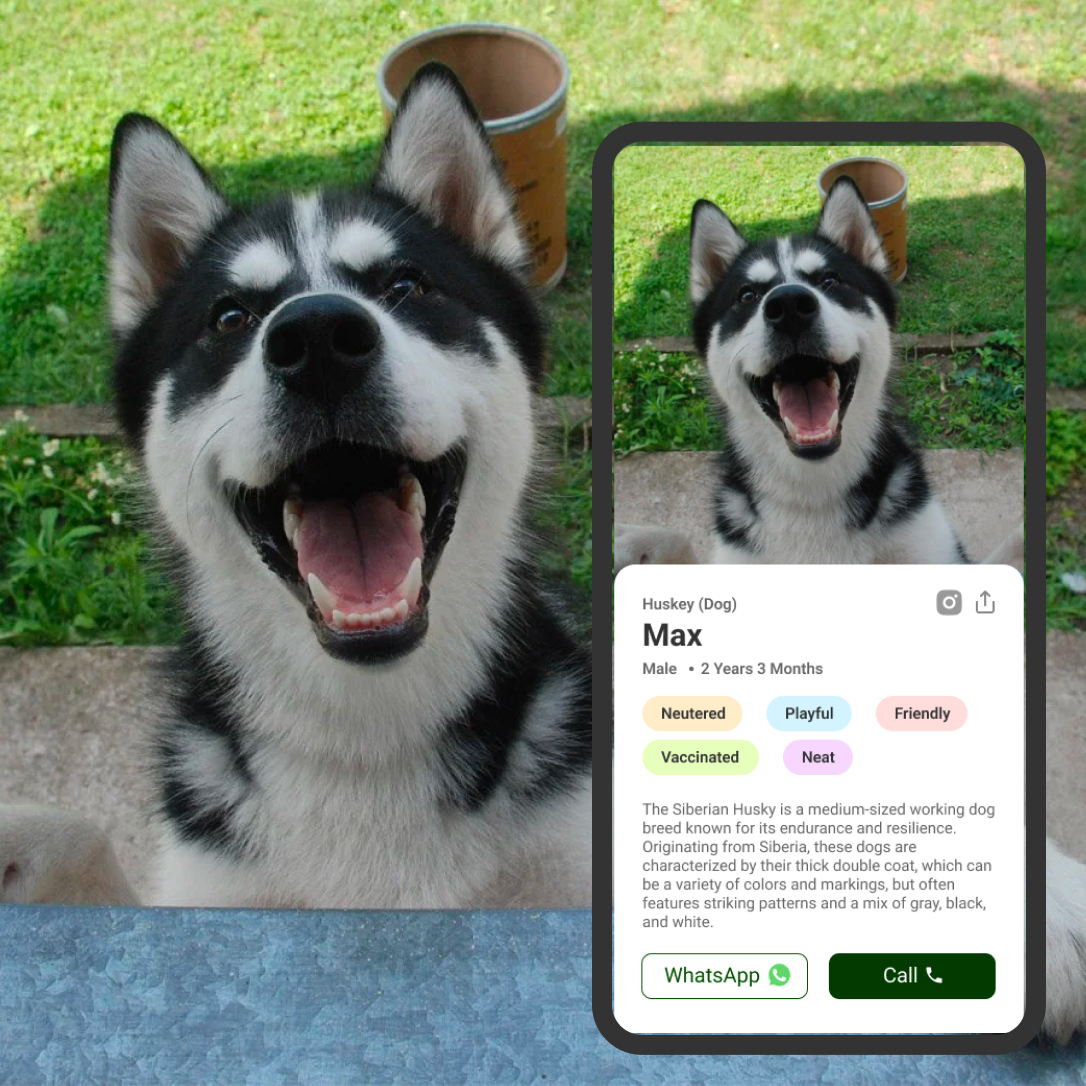 Huskey (Dog)
Max
Male • 2 Years 3 Months
Neutered Playful Friendly
Vaccinated Neat
The Siberian Husky is a medium-sized working dog
breed known for its endurance and resilience.
Originating from Siberia, these dogs are
characterized by their thick double coat, which can
be a variety of colors and markings, but often
features striking patterns and a mix of gray, black,
and white.
WhatsApp Call